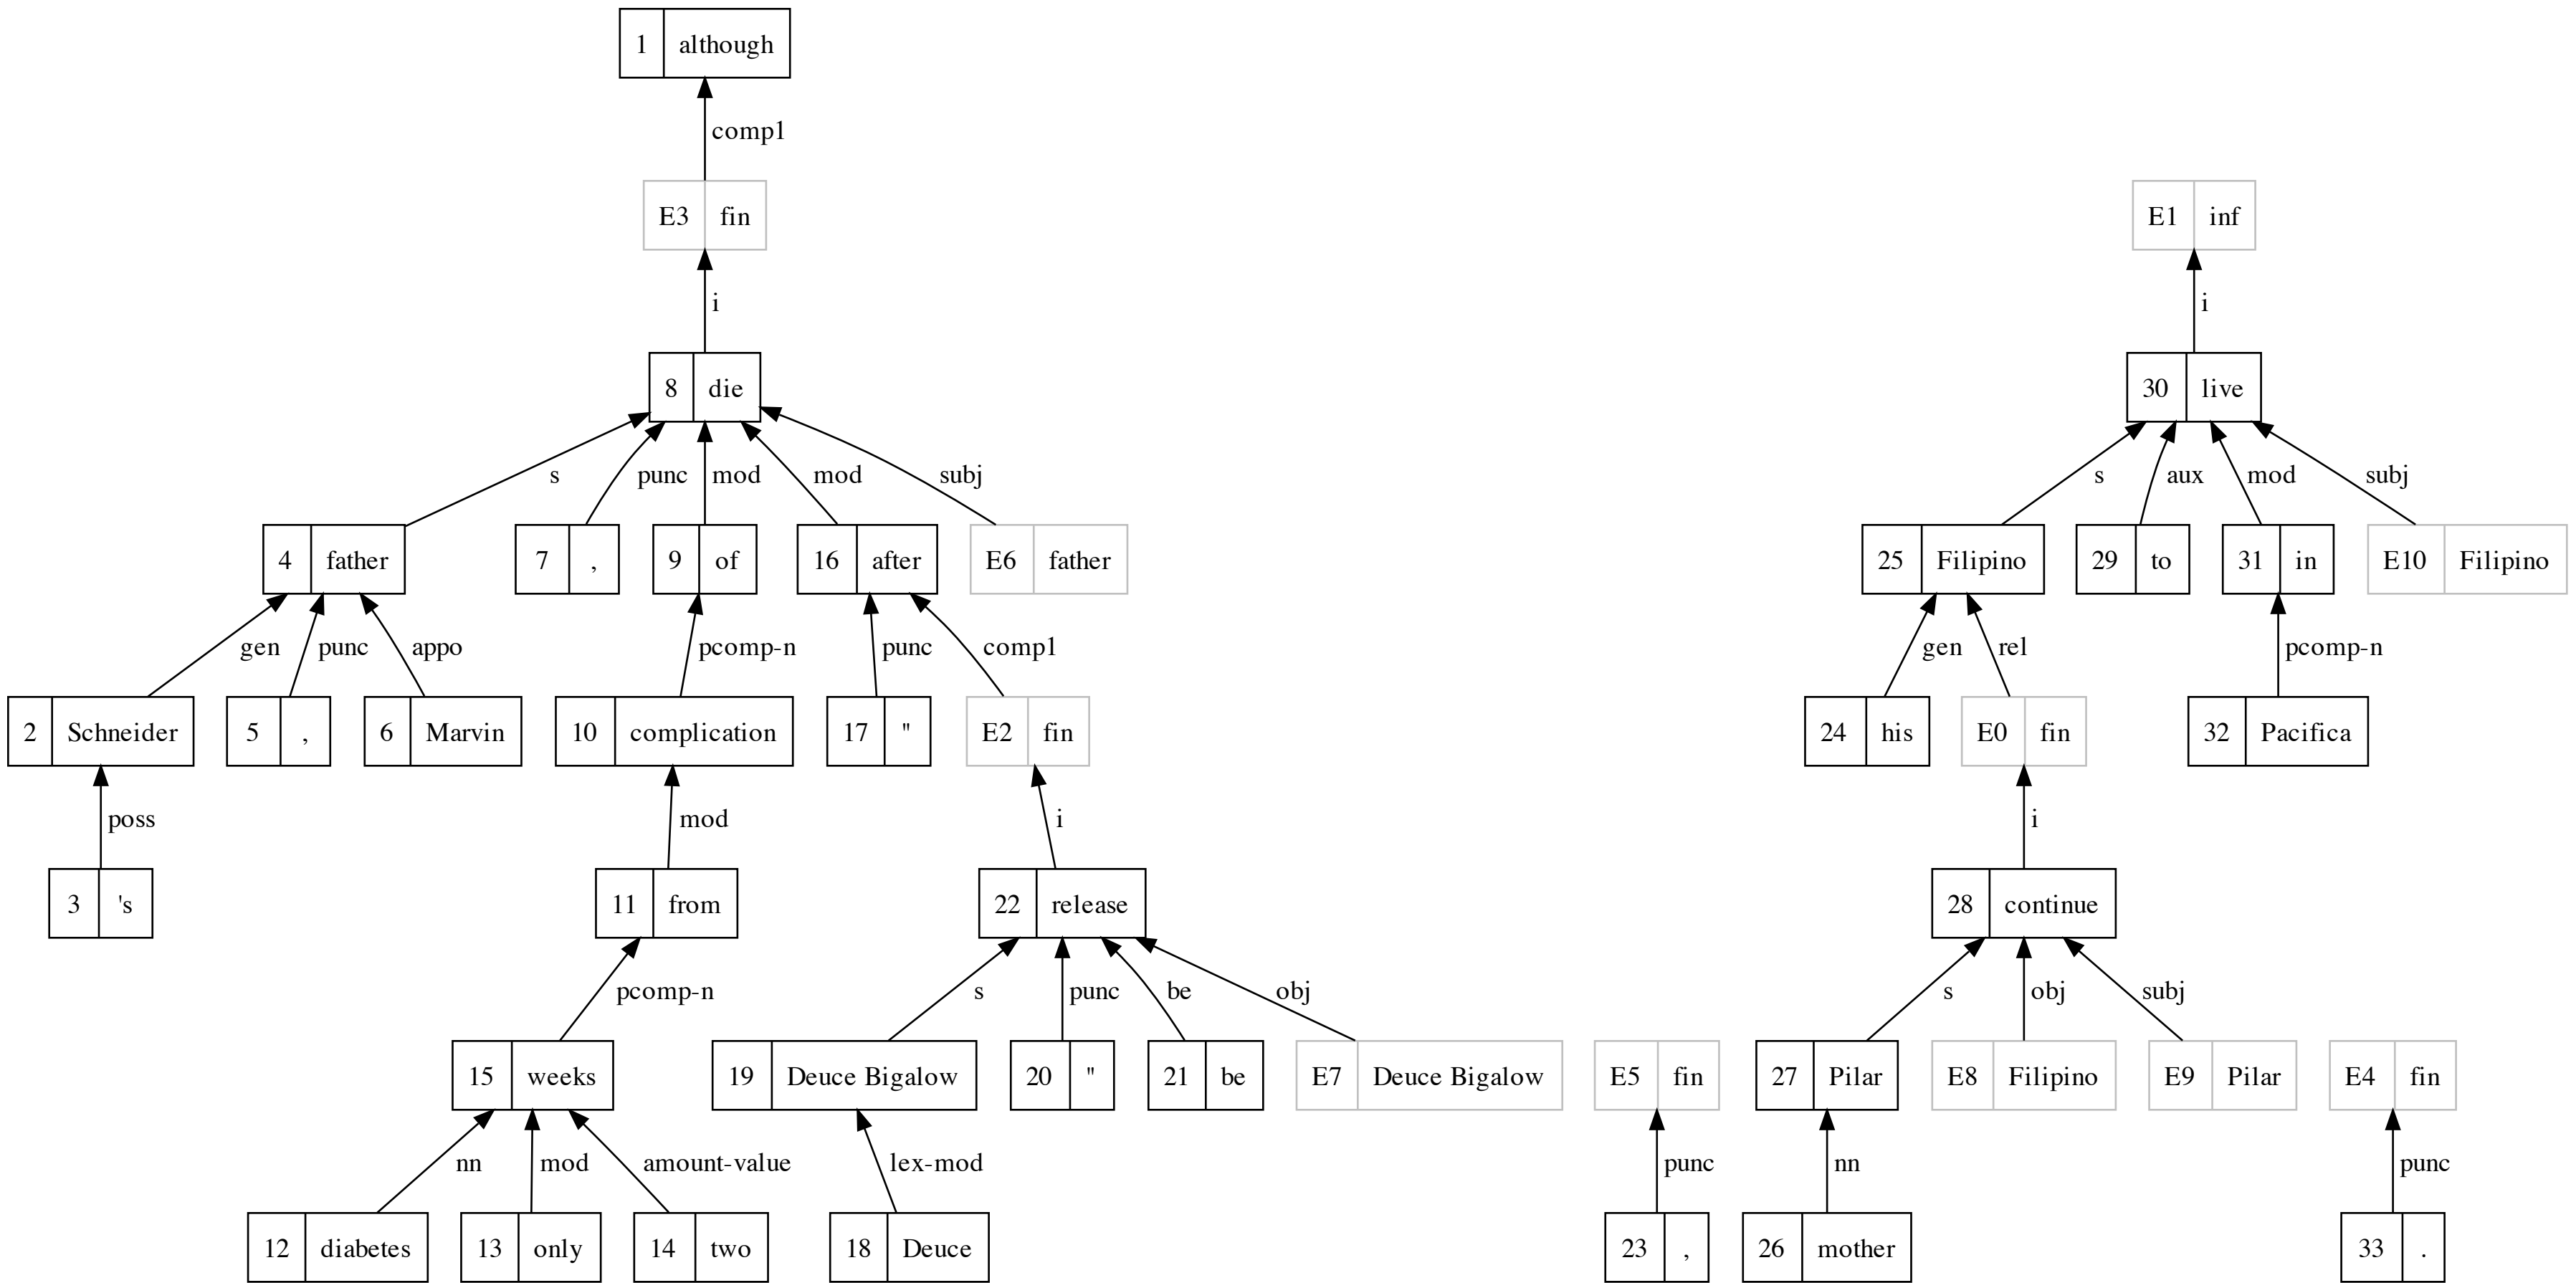 1 although
comp1
E3 fin
E1 inf
i
i
8 die
30 live
s
punc
mod
mod
subj
s
aux
mod
subj
4 father
7 ,
9 of
16 after
E6 father
25 Filipino
29 to
31 in
E10 Filipino
gen
punc
appo
pcomp-n
punc
comp1
gen
rel
pcomp-n
2 Schneider
5 ,
6 Marvin
10 complication
17 "
E2 fin
24 his
E0 fin
32 Pacifica
poss
mod
i
i
3 's
11 from
22 release
28 continue
pcomp-n
s
punc
be
obj
s
obj
subj
15 weeks
19 Deuce Bigalow
20 "
21 be
E7 Deuce Bigalow
E5 fin
27 Pilar
E8 Filipino
E9 Pilar
E4 fin
nn
mod
amount-value
lex-mod
punc
nn
punc
12 diabetes
13 only
14 two
18 Deuce
23 ,
26 mother
33 .